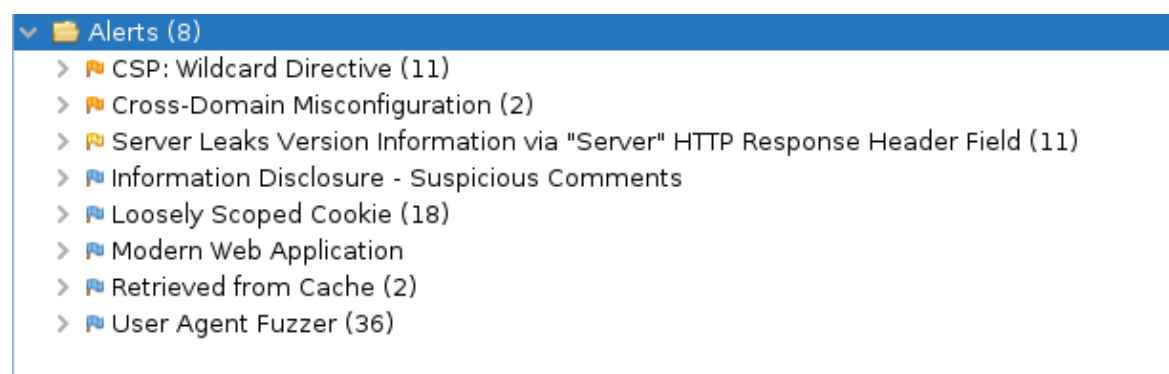 Alerts (8)
CSP: Wildcard Directive (11)
Cross-Domain Misconfiguration (2)
Server Leaks Version Information via "Server" HTTP Response Header Field (11)
Information Disclosure - Suspicious Comments
Loosely Scoped Cookie (18)
Modern Web Application
Retrieved from Cache (2)
User Agent Fuzzer (36)